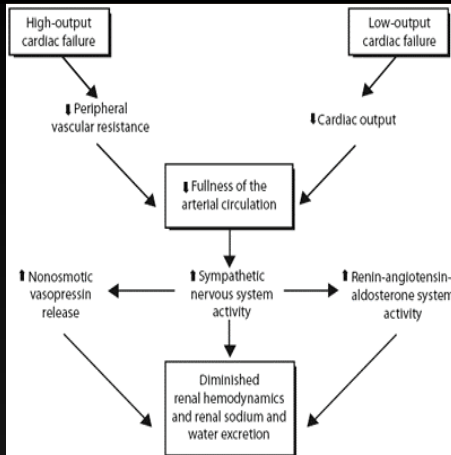 High-output
cardiac failure
Low-output
cardiac failure
⬇Peripheral
vascular resistance
⬇Cardiac output
⬇Fullness of the
arterial circulation
⬆Nonosmotic
vasopressin
release
⬆Sympathetic
nervous system
activity
⬆Renin-angiotensin-
aldosterone system
activity
Diminished
renal hemodynamics
and renal sodium and
water excretion